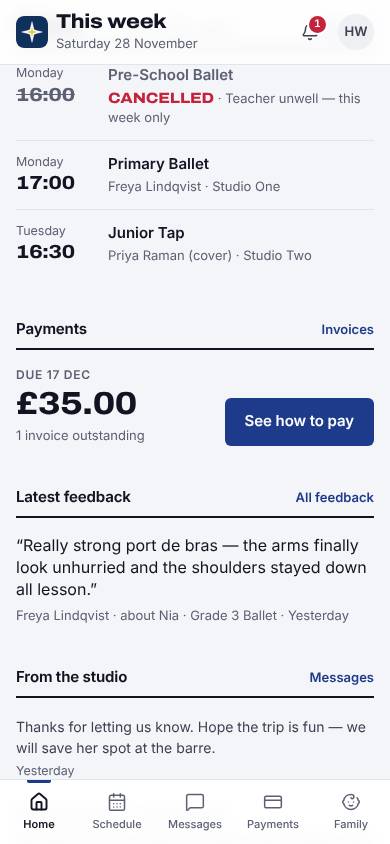 This week
Saturday 28 November
1
HW
Monday
16:00
Pre-School Ballet
CANCELLED · Teacher unwell — this
week only
Monday
17:00
Primary Ballet
Freya Lindqvist · Studio One
Tuesday
16:30
Junior Tap
Priya Raman (cover) · Studio Two
Payments
Invoices
DUE 17 DEC
£35.00
1 invoice outstanding
See how to pay
Latest feedback
All feedback
“Really strong port de bras — the arms finally
look unhurried and the shoulders stayed down
all lesson.”
Freya Lindqvist · about Nia · Grade 3 Ballet · Yesterday
From the studio
Messages
Thanks for letting us know. Hope the trip is fun — we
will save her spot at the barre.
Yesterday
Home
Schedule
Messages
Payments
Family